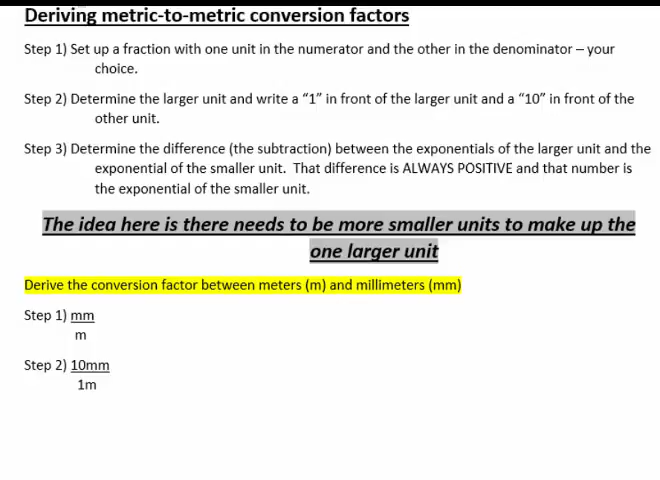 Deriving metric-to-metric conversion factors
Step 1) Set up a fraction with one unit in the numerator and the other in the denominator – your
choice.
Step 2) Determine the larger unit and write a “1” in front of the larger unit and a “10” in front of the
other unit.
Step 3) Determine the difference (the subtraction) between the exponentials of the larger unit and the
exponential of the smaller unit. That difference is ALWAYS POSITIVE and that number is
the exponential of the smaller unit.
The idea here is there needs to be more smaller units to make up the
one larger unit
Derive the conversion factor between meters (m) and millimeters (mm)
Step 1) mm
m
Step 2) 10mm
1m